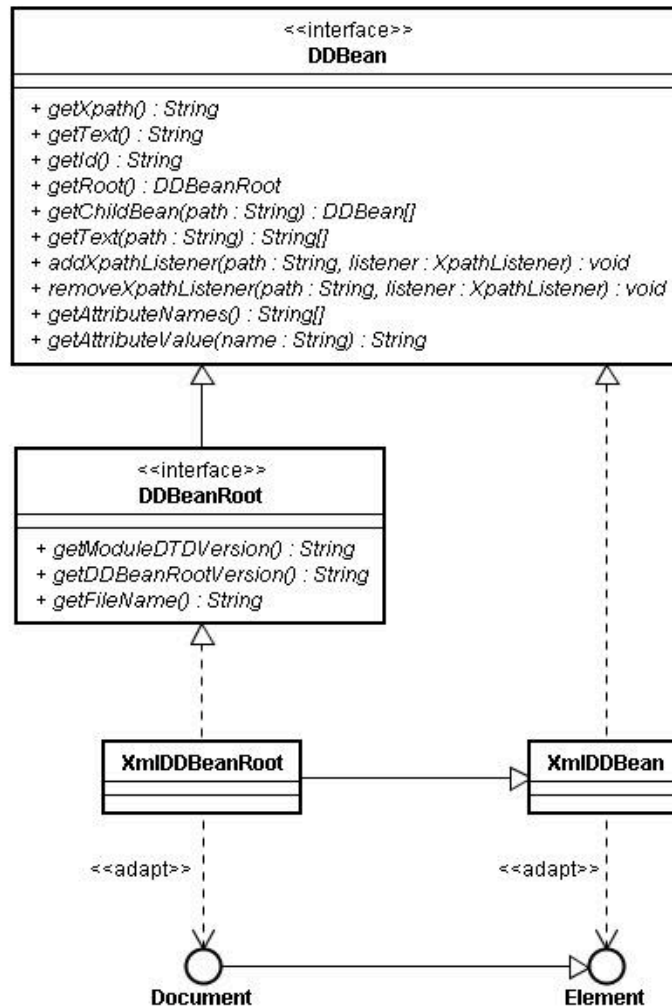 <<interface>>
DDBean
+ getXpath() : String
+ getText() : String
+ getId() : String
+ getRoot() : DDBeanRoot
+ getChildBean(path : String) : DDBean[]
+ getText(path : String) : String[]
+ addXpathListener(path : String, listener : XpathListener) : void
+ removeXpathListener(path : String, listener : XpathListener) : void
+ getAttributeNames() : String[]
+ getAttributeValue(name : String) : String
<<interface>>
DDBeanRoot
+ getModuleDTDVersion() : String
+ getDDBeanRootVersion() : String
+ getFileName() : String
XmlDDBeanRoot
XmlDDBean
<<adapt>>
<<adapt>>
Document
Element